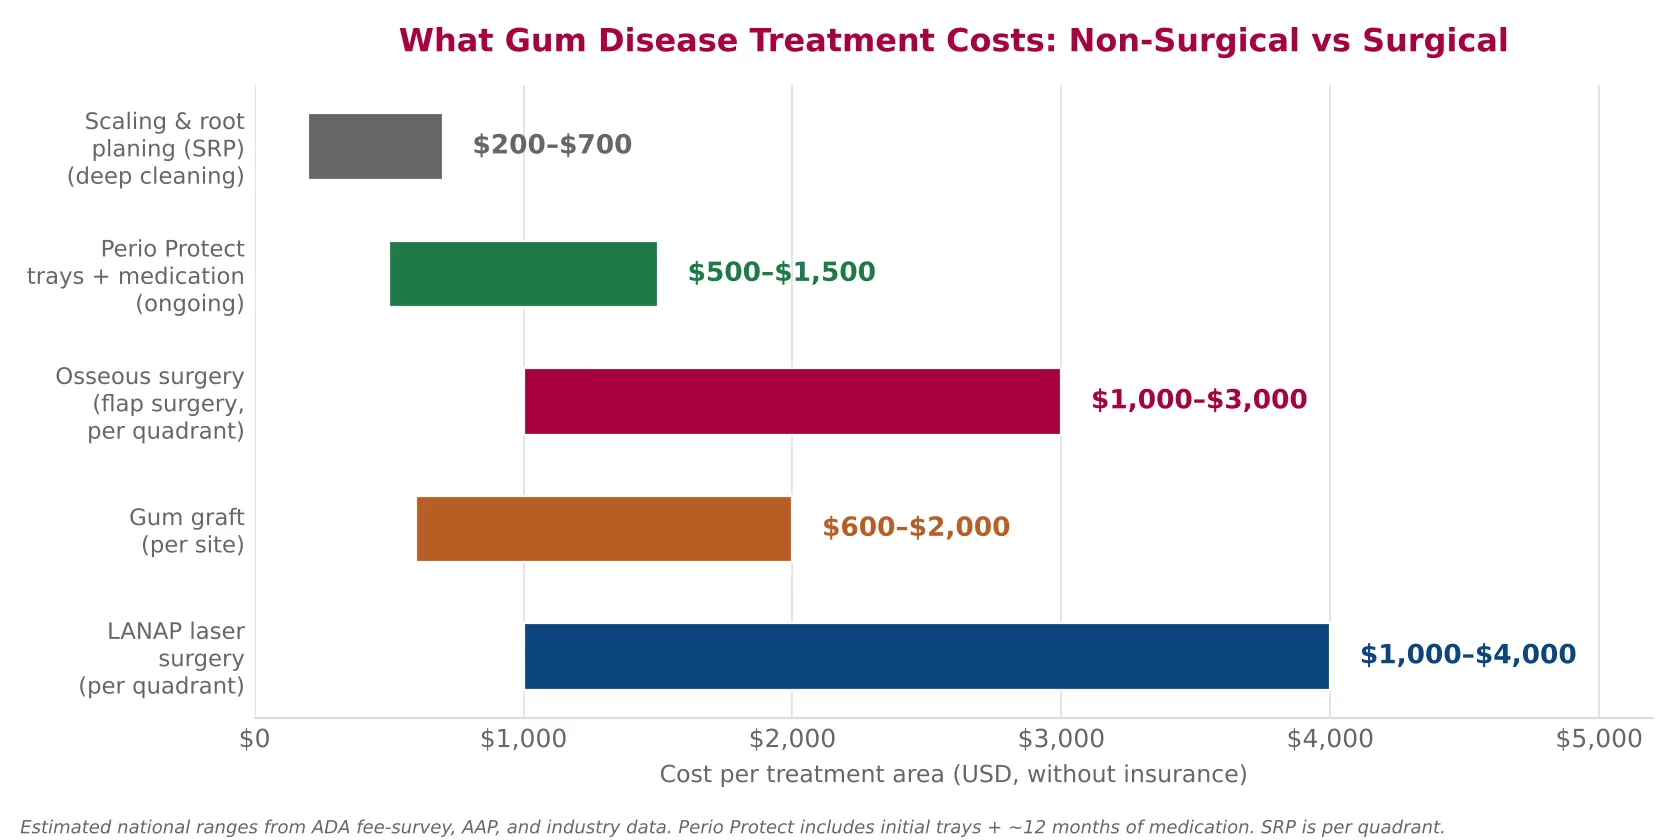 What Gum Disease Treatment Costs: Non-Surgical vs Surgical
Scaling & root
planing (SRP)
(deep cleaning)
$200–$700
Perio Protect
trays + medication
(ongoing)
$500–$1,500
Osseous surgery
(flap surgery,
per quadrant)
$1,000–$3,000
Gum graft
(per site)
$600–$2,000
LANAP laser
surgery
(per quadrant)
$1,000–$4,000
$0 $1,000 $2,000 $3,000 $4,000 $5,000
Cost per treatment area (USD, without insurance)
Estimated national ranges from ADA fee-survey, AAP, and industry data. Perio Protect includes initial trays + ~12 months of medication. SRP is per quadrant.